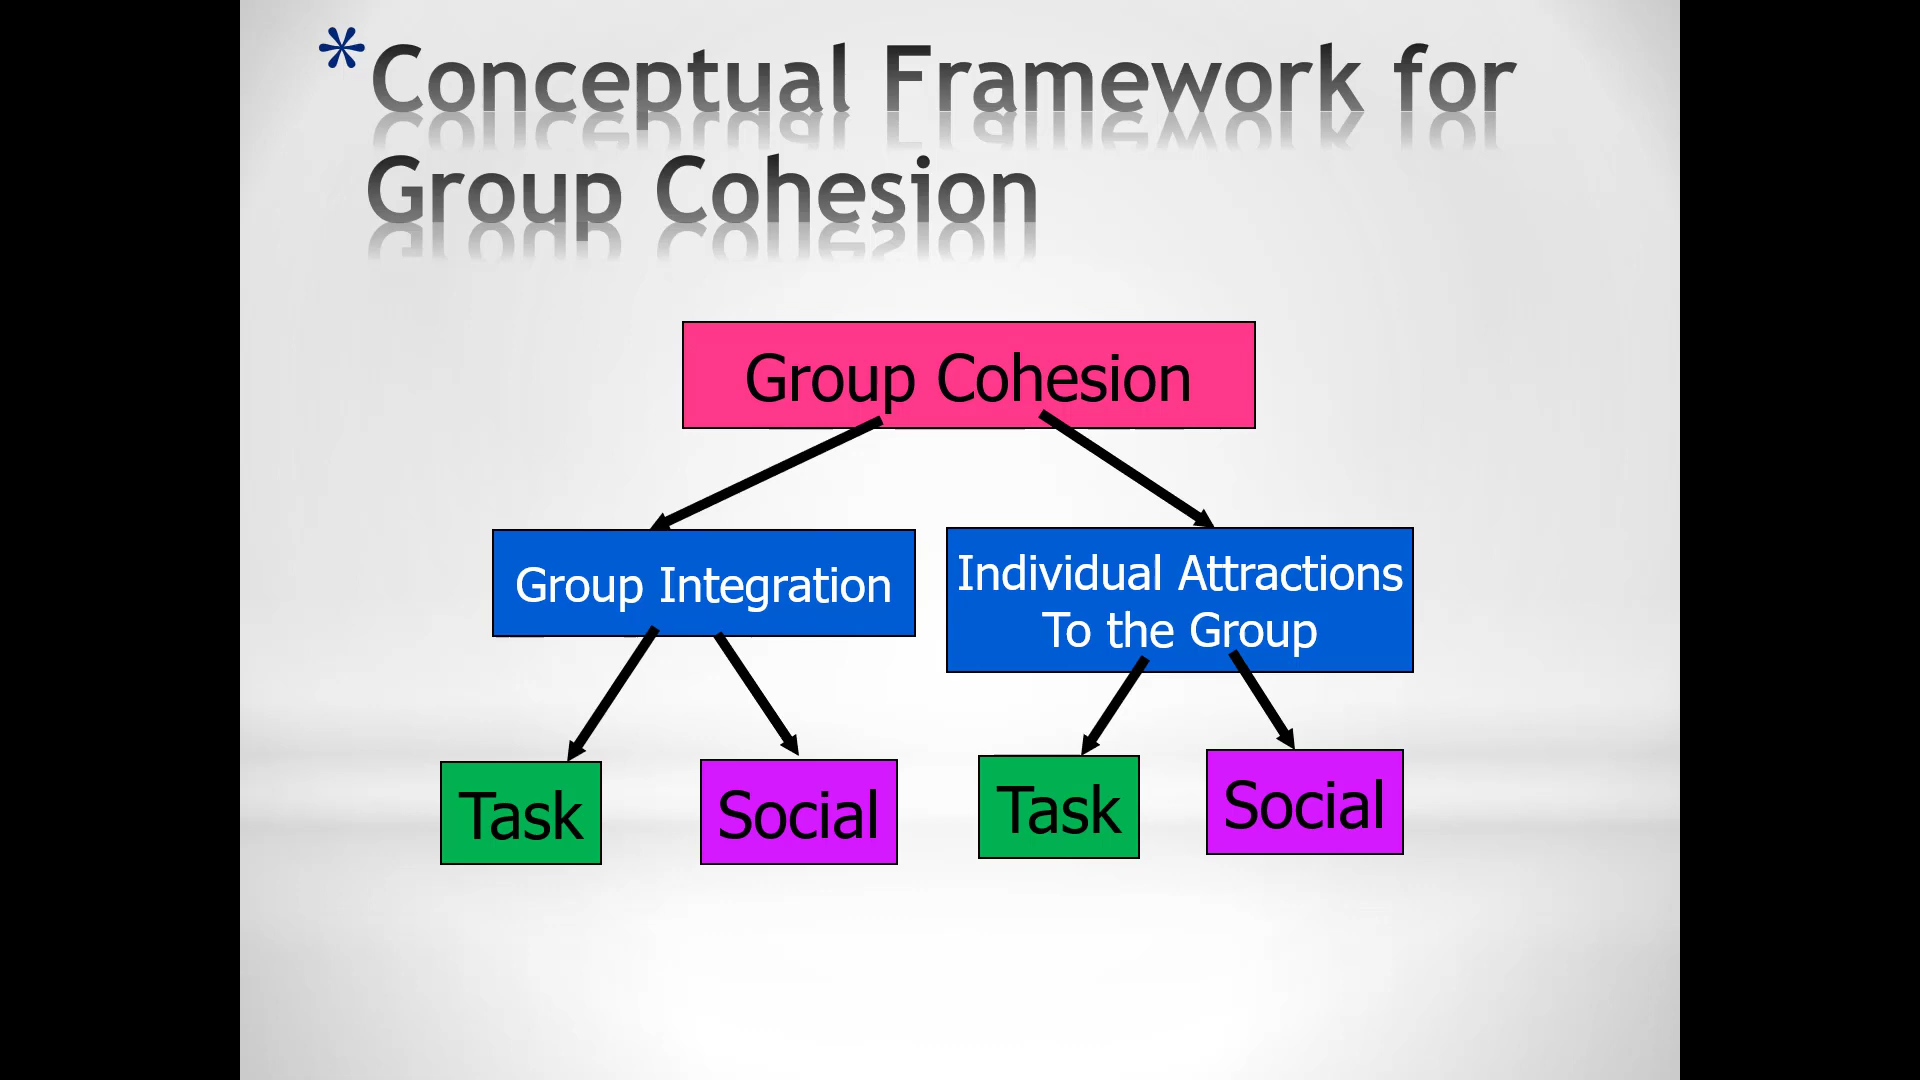 *Conceptual Framework for
Group Cohesion
Group Cohesion
Group Integration
Individual Attractions
To the Group
Task
Social
Task
Social